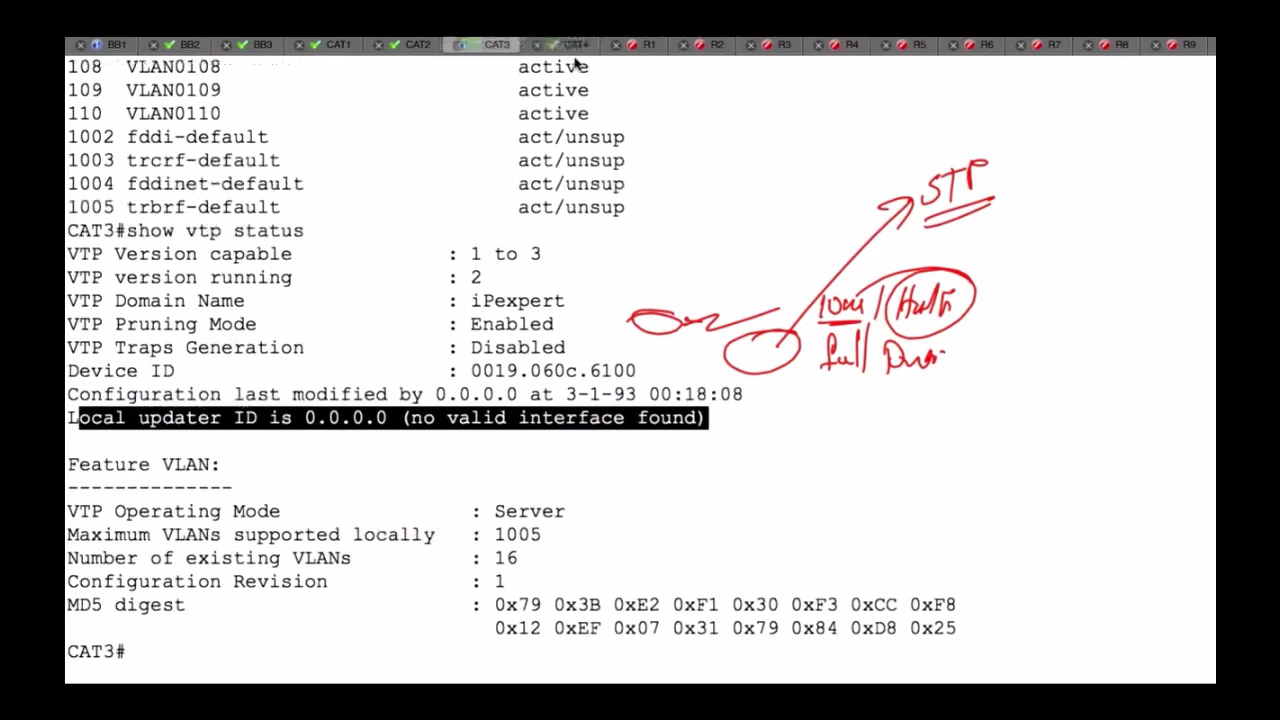 BB1 BB2 BB3 CAT1 CAT2 CAT3 CAT4 R1 R2 R3 R4 R5 R6 R7 R8 R9
108 VLAN0108 active
109 VLAN0109 active
110 VLAN0110 active
1002 fddi-default act/unsup
1003 trcrf-default act/unsup
1004 fddinet-default act/unsup
1005 trbrf-default act/unsup
CAT3#show vtp status
VTP Version capable : 1 to 3
VTP version running : 2
VTP Domain Name : iPexpert
VTP Pruning Mode : Enabled
VTP Traps Generation : Disabled
Device ID : 0019.060c.6100
Configuration last modified by 0.0.0.0 at 3-1-93 00:18:08
Local updater ID is 0.0.0.0 (no valid interface found)
Feature VLAN:
--------------
VTP Operating Mode : Server
Maximum VLANs supported locally : 1005
Number of existing VLANs : 16
Configuration Revision : 1
MD5 digest : 0x79 0x3B 0xE2 0xF1 0x30 0xF3 0xCC 0xF8
0x12 0xEF 0x07 0x31 0x79 0x84 0xD8 0x25
CAT3#
STP
full